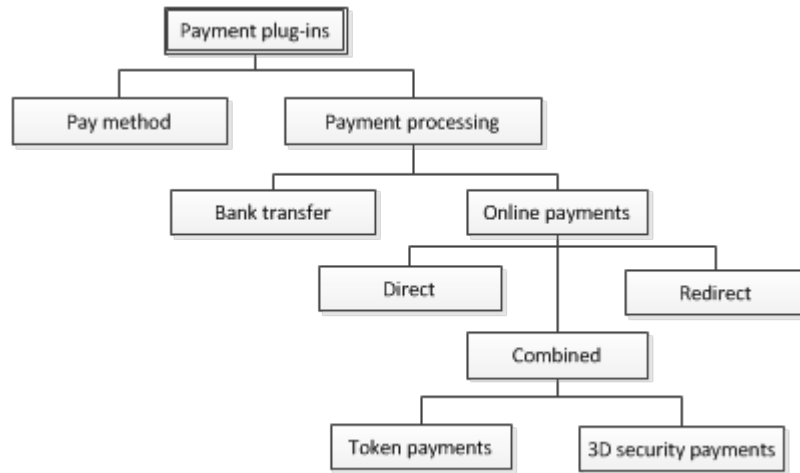 Payment plug-ins
Pay method
Payment processing
Bank transfer
Online payments
Direct
Redirect
Combined
Token payments
3D security payments